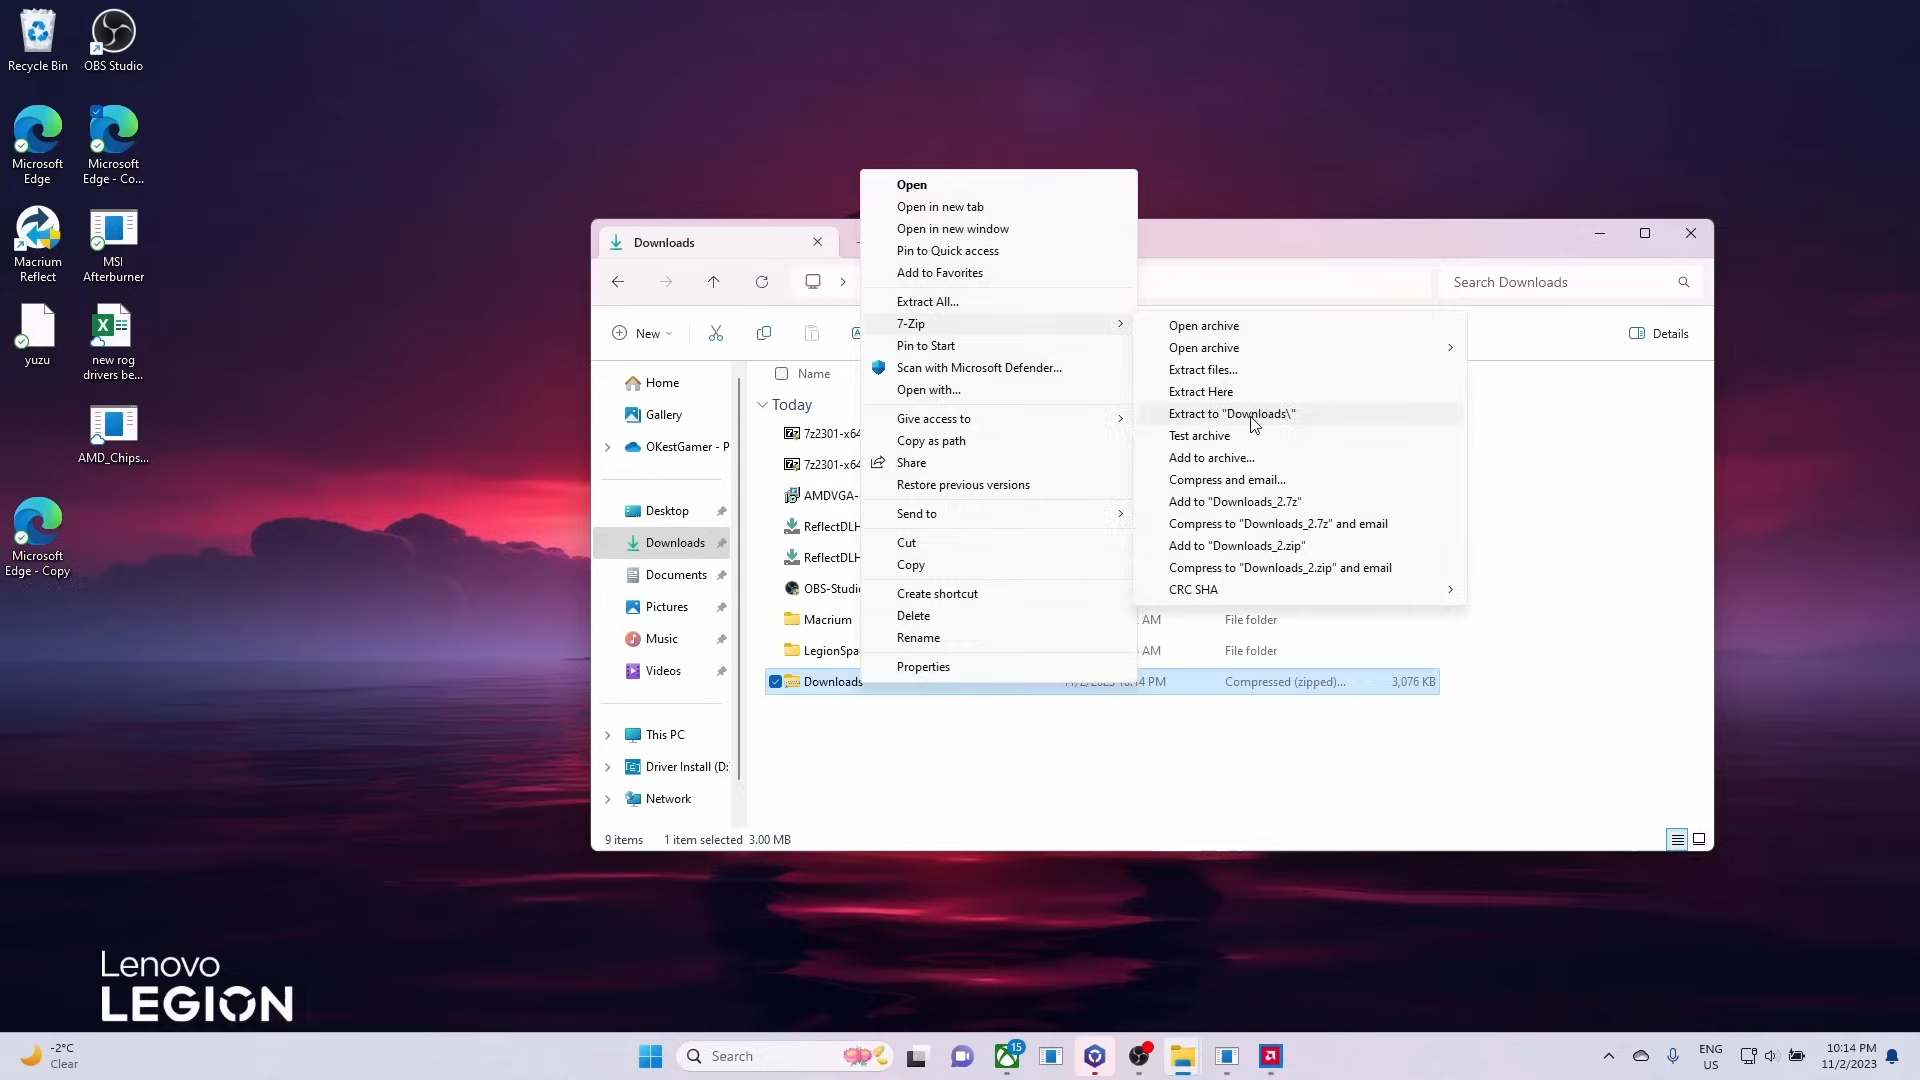 Recycle Bin
OBS Studio
Microsoft
Edge
Microsoft
Edge - Co...
Macrium
Reflect
MSI
Afterburner
yuzu
new rog
drivers be...
AMD_Chips...
Microsoft
Edge - Copy
Lenovo
LEGION
Downloads
Search Downloads
New
Details
Home
Gallery
OKestGamer - P
Desktop
Downloads
Documents
Pictures
Music
Videos
This PC
Driver Install (D:)
Network
Name
Today
7z2301-x64
7z2301-x64
AMDVGA-
ReflectDLH
ReflectDLH
OBS-Studi
Macrium
AM
File folder
LegionSpa
AM
File folder
Downloads
PM
Compressed (zipped)...
3,076 KB
9 items
1 item selected 3.00 MB
Open
Open in new tab
Open in new window
Pin to Quick access
Add to Favorites
Extract All...
7-Zip
Pin to Start
Scan with Microsoft Defender...
Open with...
Give access to
Copy as path
Share
Restore previous versions
Send to
Cut
Copy
Create shortcut
Delete
Rename
Properties
Open archive
Open archive
Extract files...
Extract Here
Extract to "Downloads\"
Test archive
Add to archive...
Compress and email...
Add to "Downloads_2.7z"
Compress to "Downloads_2.7z" and email
Add to "Downloads_2.zip"
Compress to "Downloads_2.zip" and email
CRC SHA
-2°C
Clear
Search
15
ENG
US
10:14 PM
11/2/2023